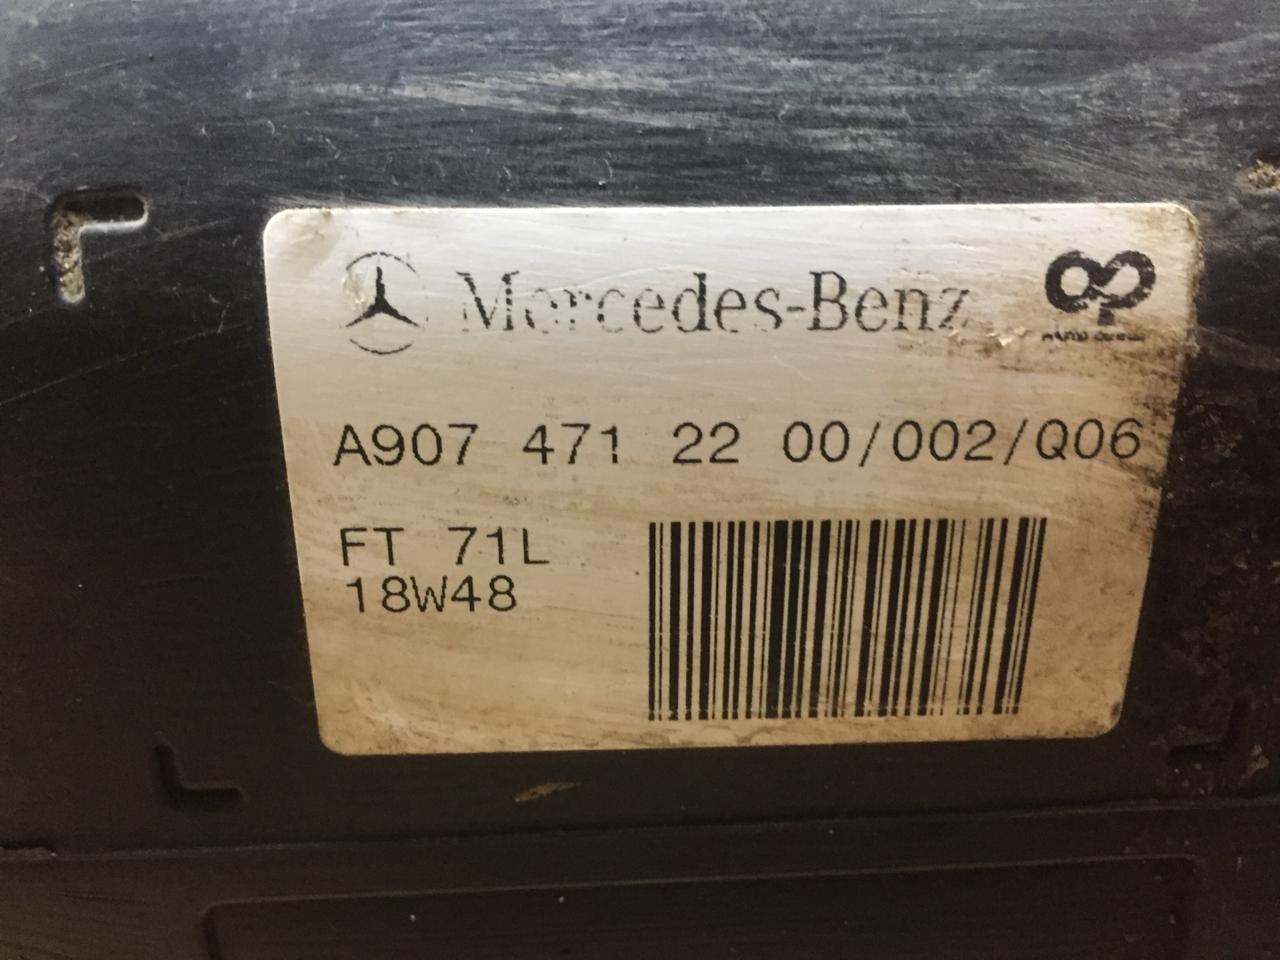 Mercedes-Benz
A907 471 22 00/002/Q06
FT 71L
18W48